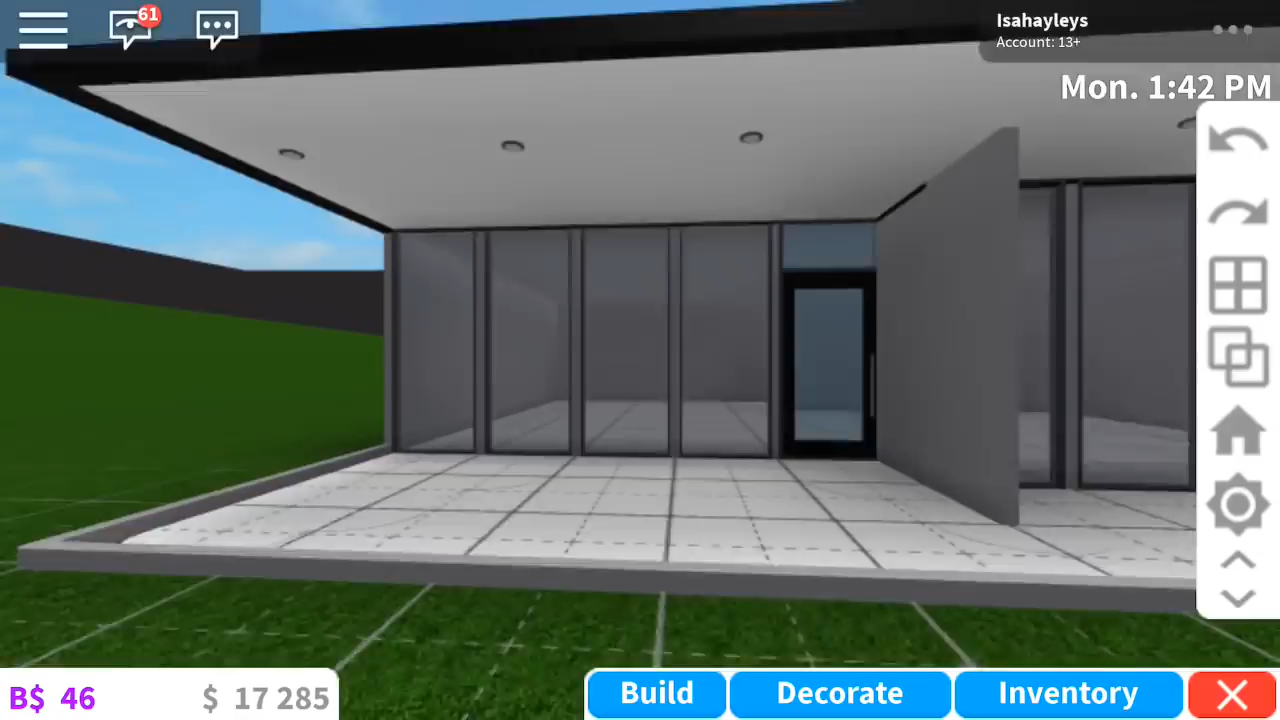 61
Isahayleys
Account: 13+
Mon. 1:42 PM
B$ 46
$ 17 285
Build
Decorate
Inventory